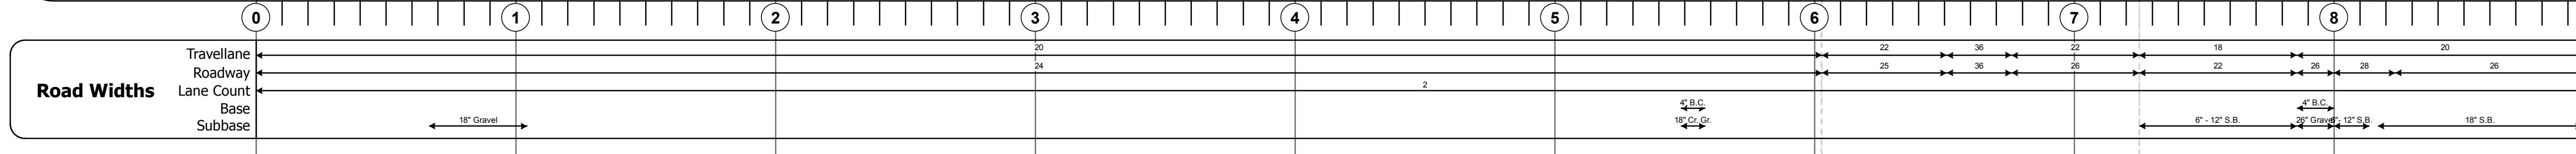 0 1 2 3 4 5 6 7 8
Road Widths
Travellane 20 22 36 22 18 20
Roadway 24 25 36 26 22 26 28 26
Lane Count 2
Base 4" B.C. 4" B.C.
Subbase 18" Gravel 18" Cr. Gr. 6" - 12" S.B. 26" Gravel 6"- 12" S.B. 18" S.B.